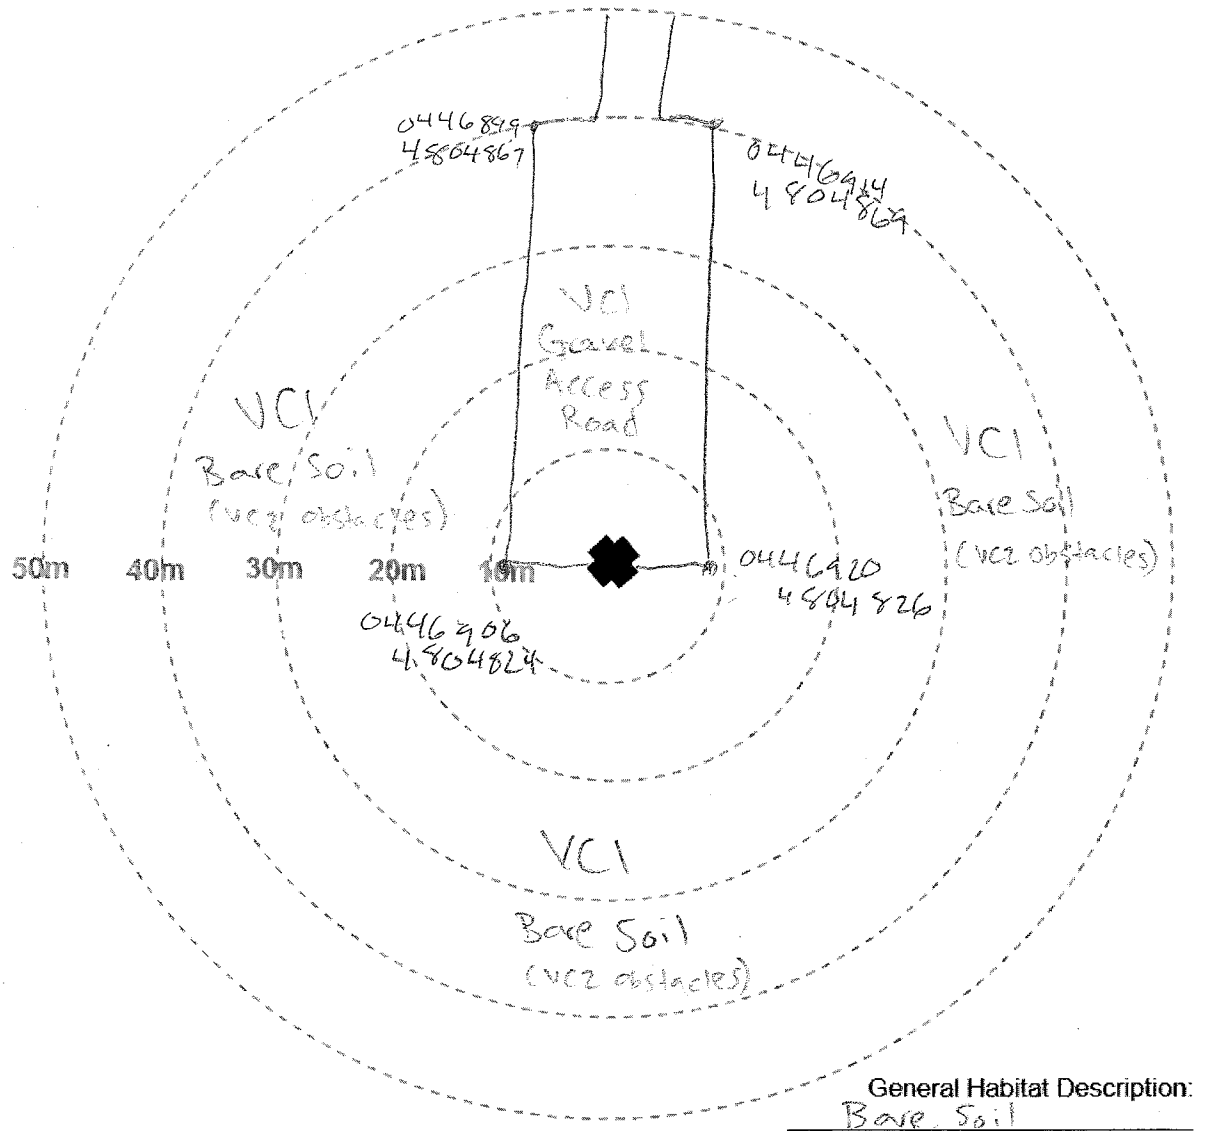 0446899
4804867
0446914
4804869
VC1
Gravel
Access
Road
VC1
Bare Soil
(VC2 obstacles)
VC1
Bare Soil
(VC2 obstacles)
50m 40m 30m 20m 10m
0446920
4804826
0446906
4804824
VC1
Bare Soil
(VC2 obstacles)
General Habitat Description:
Bare Soil